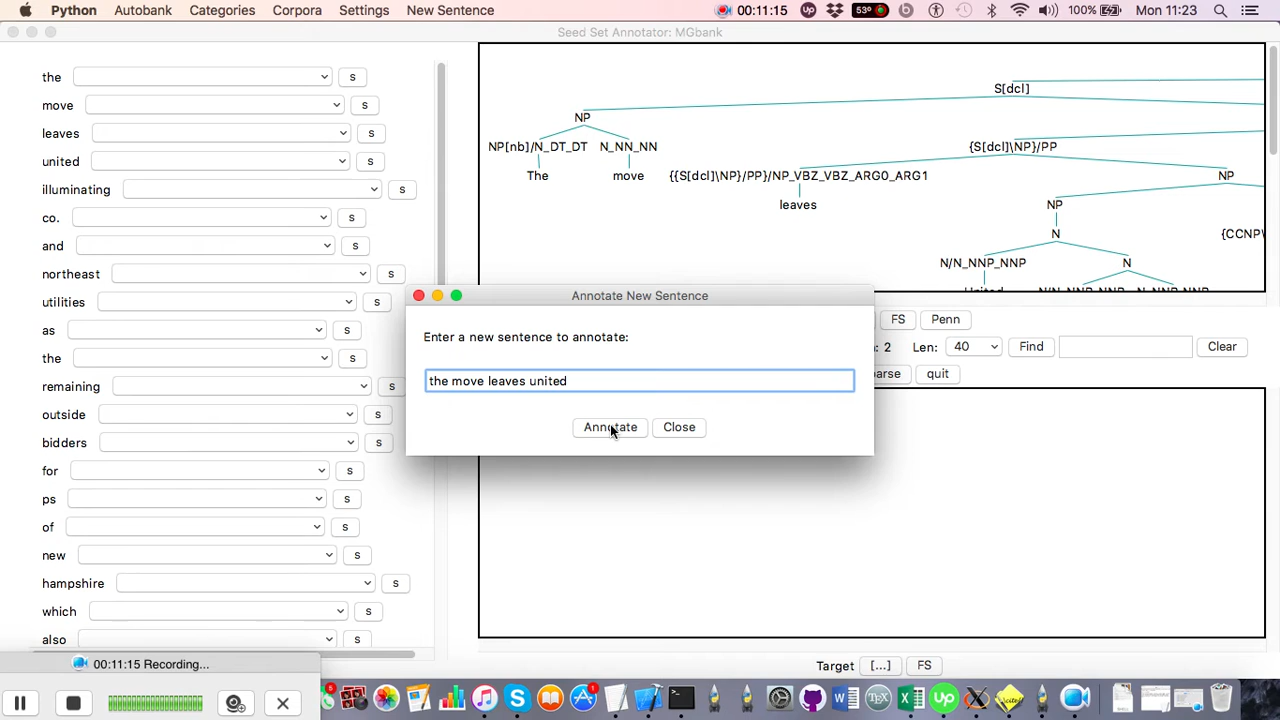 Python Autobank Categories Corpora Settings New Sentence 00:11:15 53° 100% Mon 11:23
Seed Set Annotator: MGbank
the s
move s
leaves s
united s
illuminating s
co. s
and s
northeast s
utilities s
as s
the s
remaining s
outside s
bidders s
for s
ps s
of s
new s
hampshire s
which s
also s
S[dcl]
NP
NP[nb]/N_DT_DT N_NN_NN {S[dcl]\NP}/PP
The move {{S[dcl]\NP}/PP}/NP_VBZ_VBZ_ARG0_ARG1 NP
leaves NP
N {CCNP\
N/N_NNP_NNP N
Annotate New Sentence
Enter a new sentence to annotate:
the move leaves united
Annotate Close
FS Penn
: 2 Len: 40 Find Clear
arse quit
Target [...] FS
00:11:15 Recording...